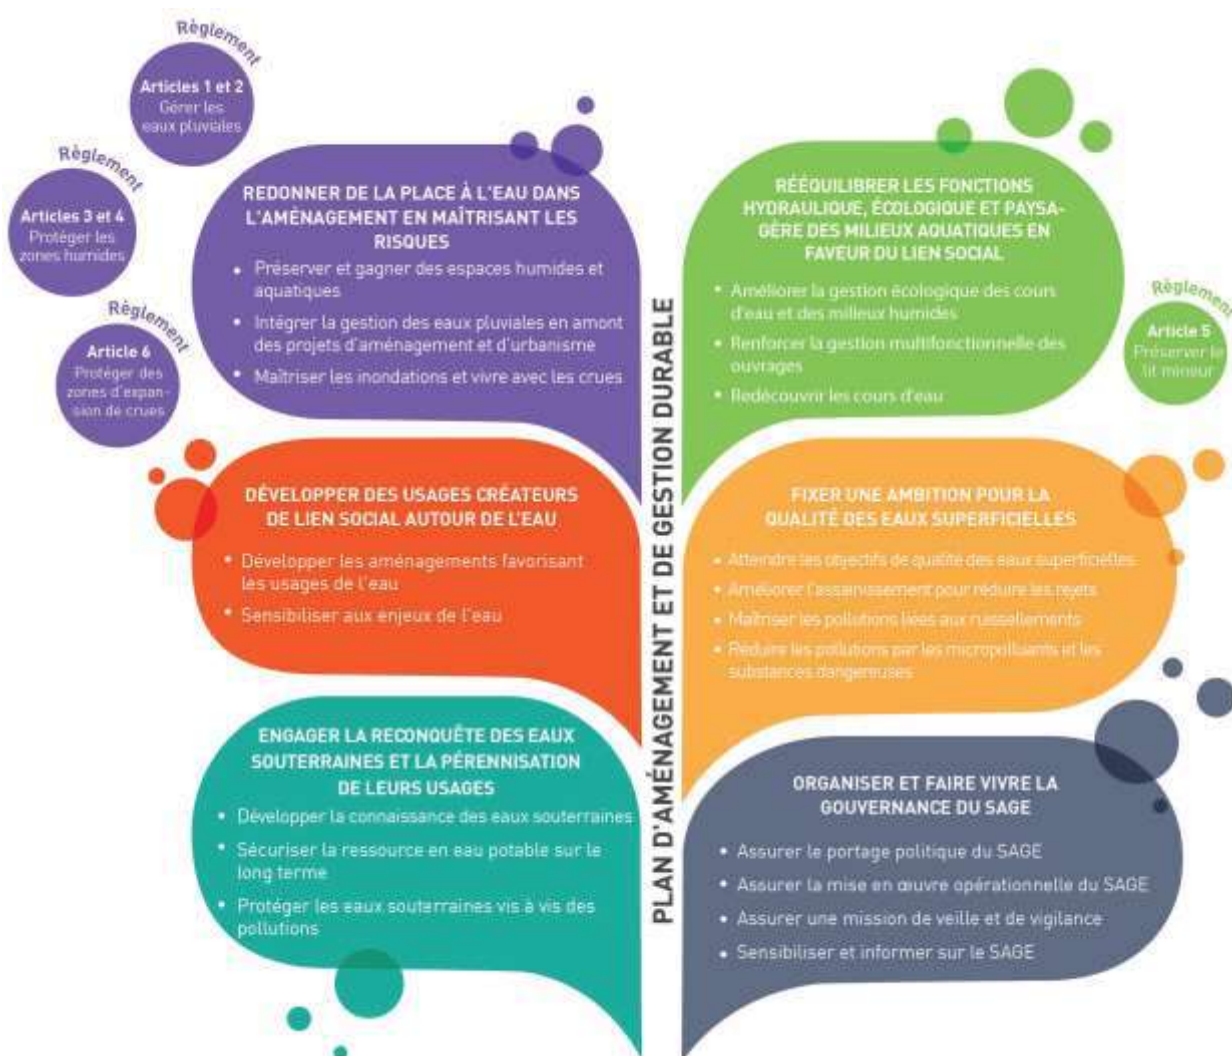 Règlement
Articles 1 et 2
Gérer les
eaux pluviales
Règlement
Articles 3 et 4
Protéger les
zones humides
Règlement
Article 6
Protéger des
zones d'expan-
sion de crues
REDONNER DE LA PLACE À L'EAU DANS
L'AMÉNAGEMENT EN MAÎTRISANT LES
RISQUES
• Préserver et gagner des espaces humides et
aquatiques
• Intégrer la gestion des eaux pluviales en amont
des projets d'aménagement et d'urbanisme
• Maîtriser les inondations et vivre avec les crues
DÉVELOPPER DES USAGES CRÉATEURS
DE LIEN SOCIAL AUTOUR DE L'EAU
• Développer les aménagements favorisant
les usages de l'eau
• Sensibiliser aux enjeux de l'eau
ENGAGER LA RECONQUÊTE DES EAUX
SOUTERRAINES ET LA PÉRENNISATION
DE LEURS USAGES
• Développer la connaissance des eaux souterraines
• Sécuriser la ressource en eau potable sur le
long terme
• Protéger les eaux souterraines vis à vis des
pollutions
PLAN D'AMÉNAGEMENT ET DE GESTION DURABLE
RÉÉQUILIBRER LES FONCTIONS
HYDRAULIQUE, ÉCOLOGIQUE ET PAYSA-
GÈRE DES MILIEUX AQUATIQUES EN
FAVEUR DU LIEN SOCIAL
• Améliorer la gestion écologique des cours
d'eau et des milieux humides
• Renforcer la gestion multifonctionnelle des
ouvrages
• Redécouvrir les cours d'eau
Règlement
Article 5
Préserver le
lit mineur
FIXER UNE AMBITION POUR LA
QUALITÉ DES EAUX SUPERFICIELLES
• Atteindre les objectifs de qualité des eaux superficielles
• Améliorer l'assainissement pour réduire les rejets
• Maîtriser les pollutions liées aux ruissellements
• Réduire les pollutions par les micropolluants et les
substances dangereuses
ORGANISER ET FAIRE VIVRE LA
GOUVERNANCE DU SAGE
• Assurer le portage politique du SAGE
• Assurer la mise en œuvre opérationnelle du SAGE
• Assurer une mission de veille et de vigilance
• Sensibiliser et informer sur le SAGE